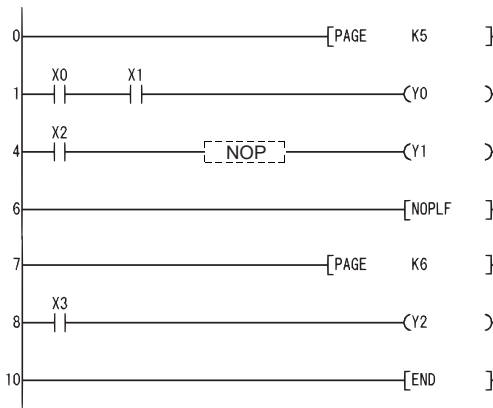 0 [PAGE K5 ]
X0 X1
1 (Y0 )
X2
4 NOP (Y1 )
6 [NOPLF ]
7 [PAGE K6 ]
X3
8 (Y2 )
10 [END ]